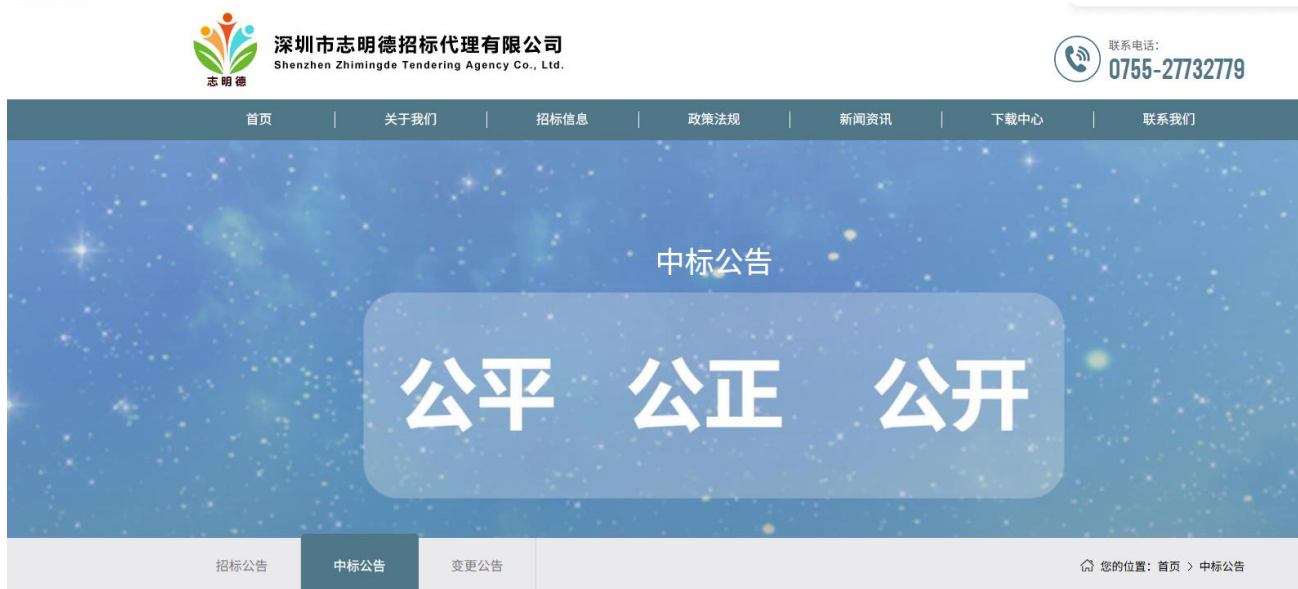 深圳市志明德招标代理有限公司
Shenzhen Zhimingde Tendering Agency Co., Ltd.
志明德
联系电话:
0755-27732779
首页 关于我们 招标信息 政策法规 新闻资讯 下载中心 联系我们
中标公告
公平 公正 公开
招标公告 中标公告 变更公告
您的位置: 首页 > 中标公告